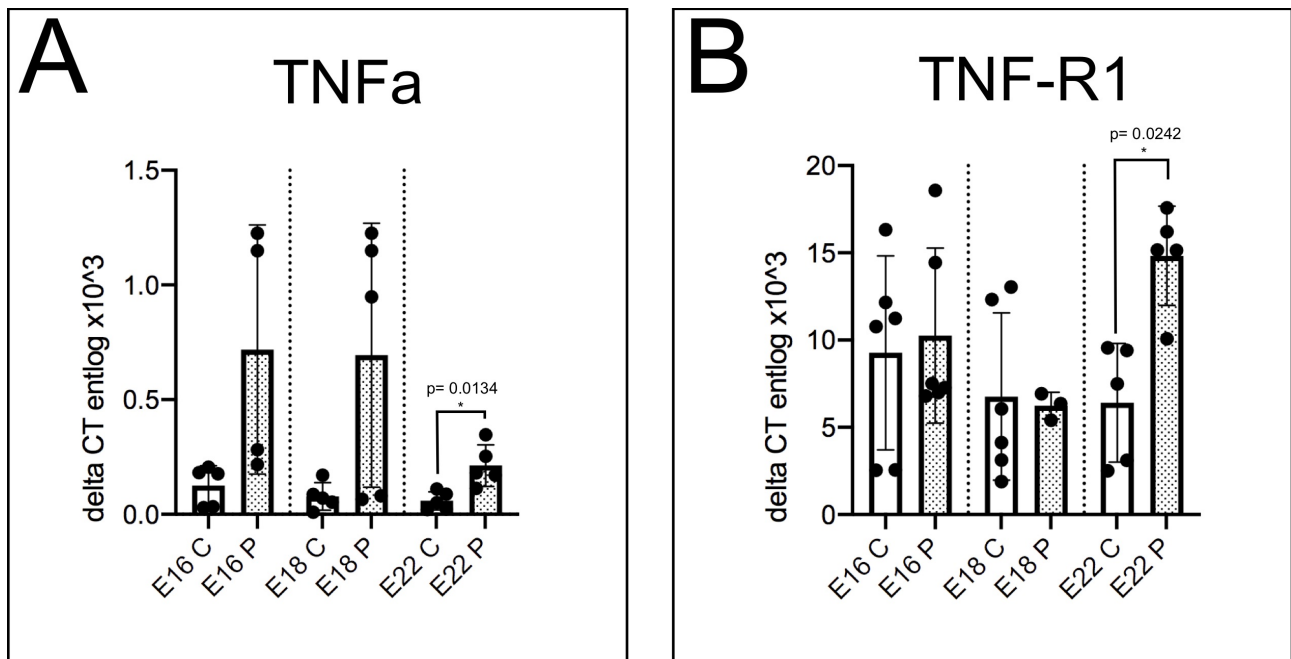 A
TNFa
delta CT entlog x10^3
1.5
1.0
0.5
0.0
p= 0.0134
*
E16 C
E16 P
E18 C
E18 P
E22 C
E22 P
B
TNF-R1
delta CT entlog x10^3
20
15
10
5
0
p= 0.0242
*
E16 C
E16 P
E18 C
E18 P
E22 C
E22 P